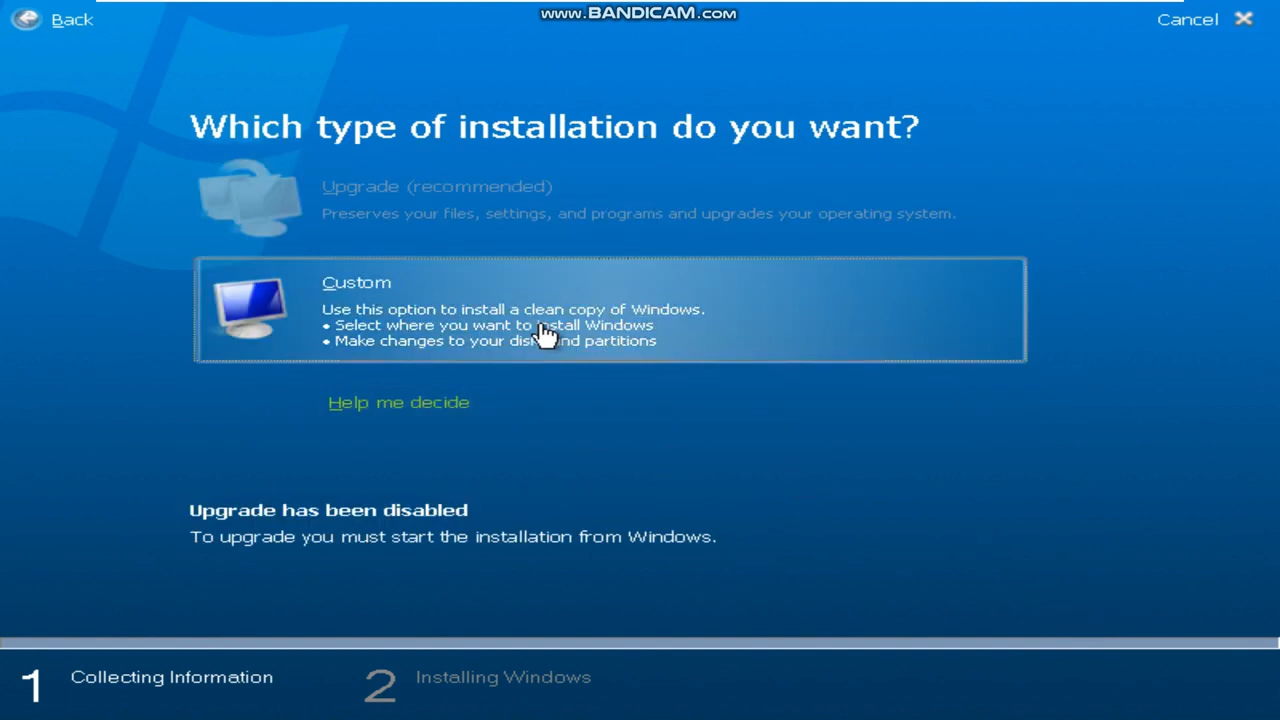 Back
www.BANDICAM.com
Cancel
Which type of installation do you want?
Upgrade (recommended)
Preserves your files, settings, and programs and upgrades your operating system.
Custom
Use this option to install a clean copy of Windows.
• Select where you want to install Windows
• Make changes to your disks and partitions
Help me decide
Upgrade has been disabled
To upgrade you must start the installation from Windows.
1 Collecting Information
2 Installing Windows